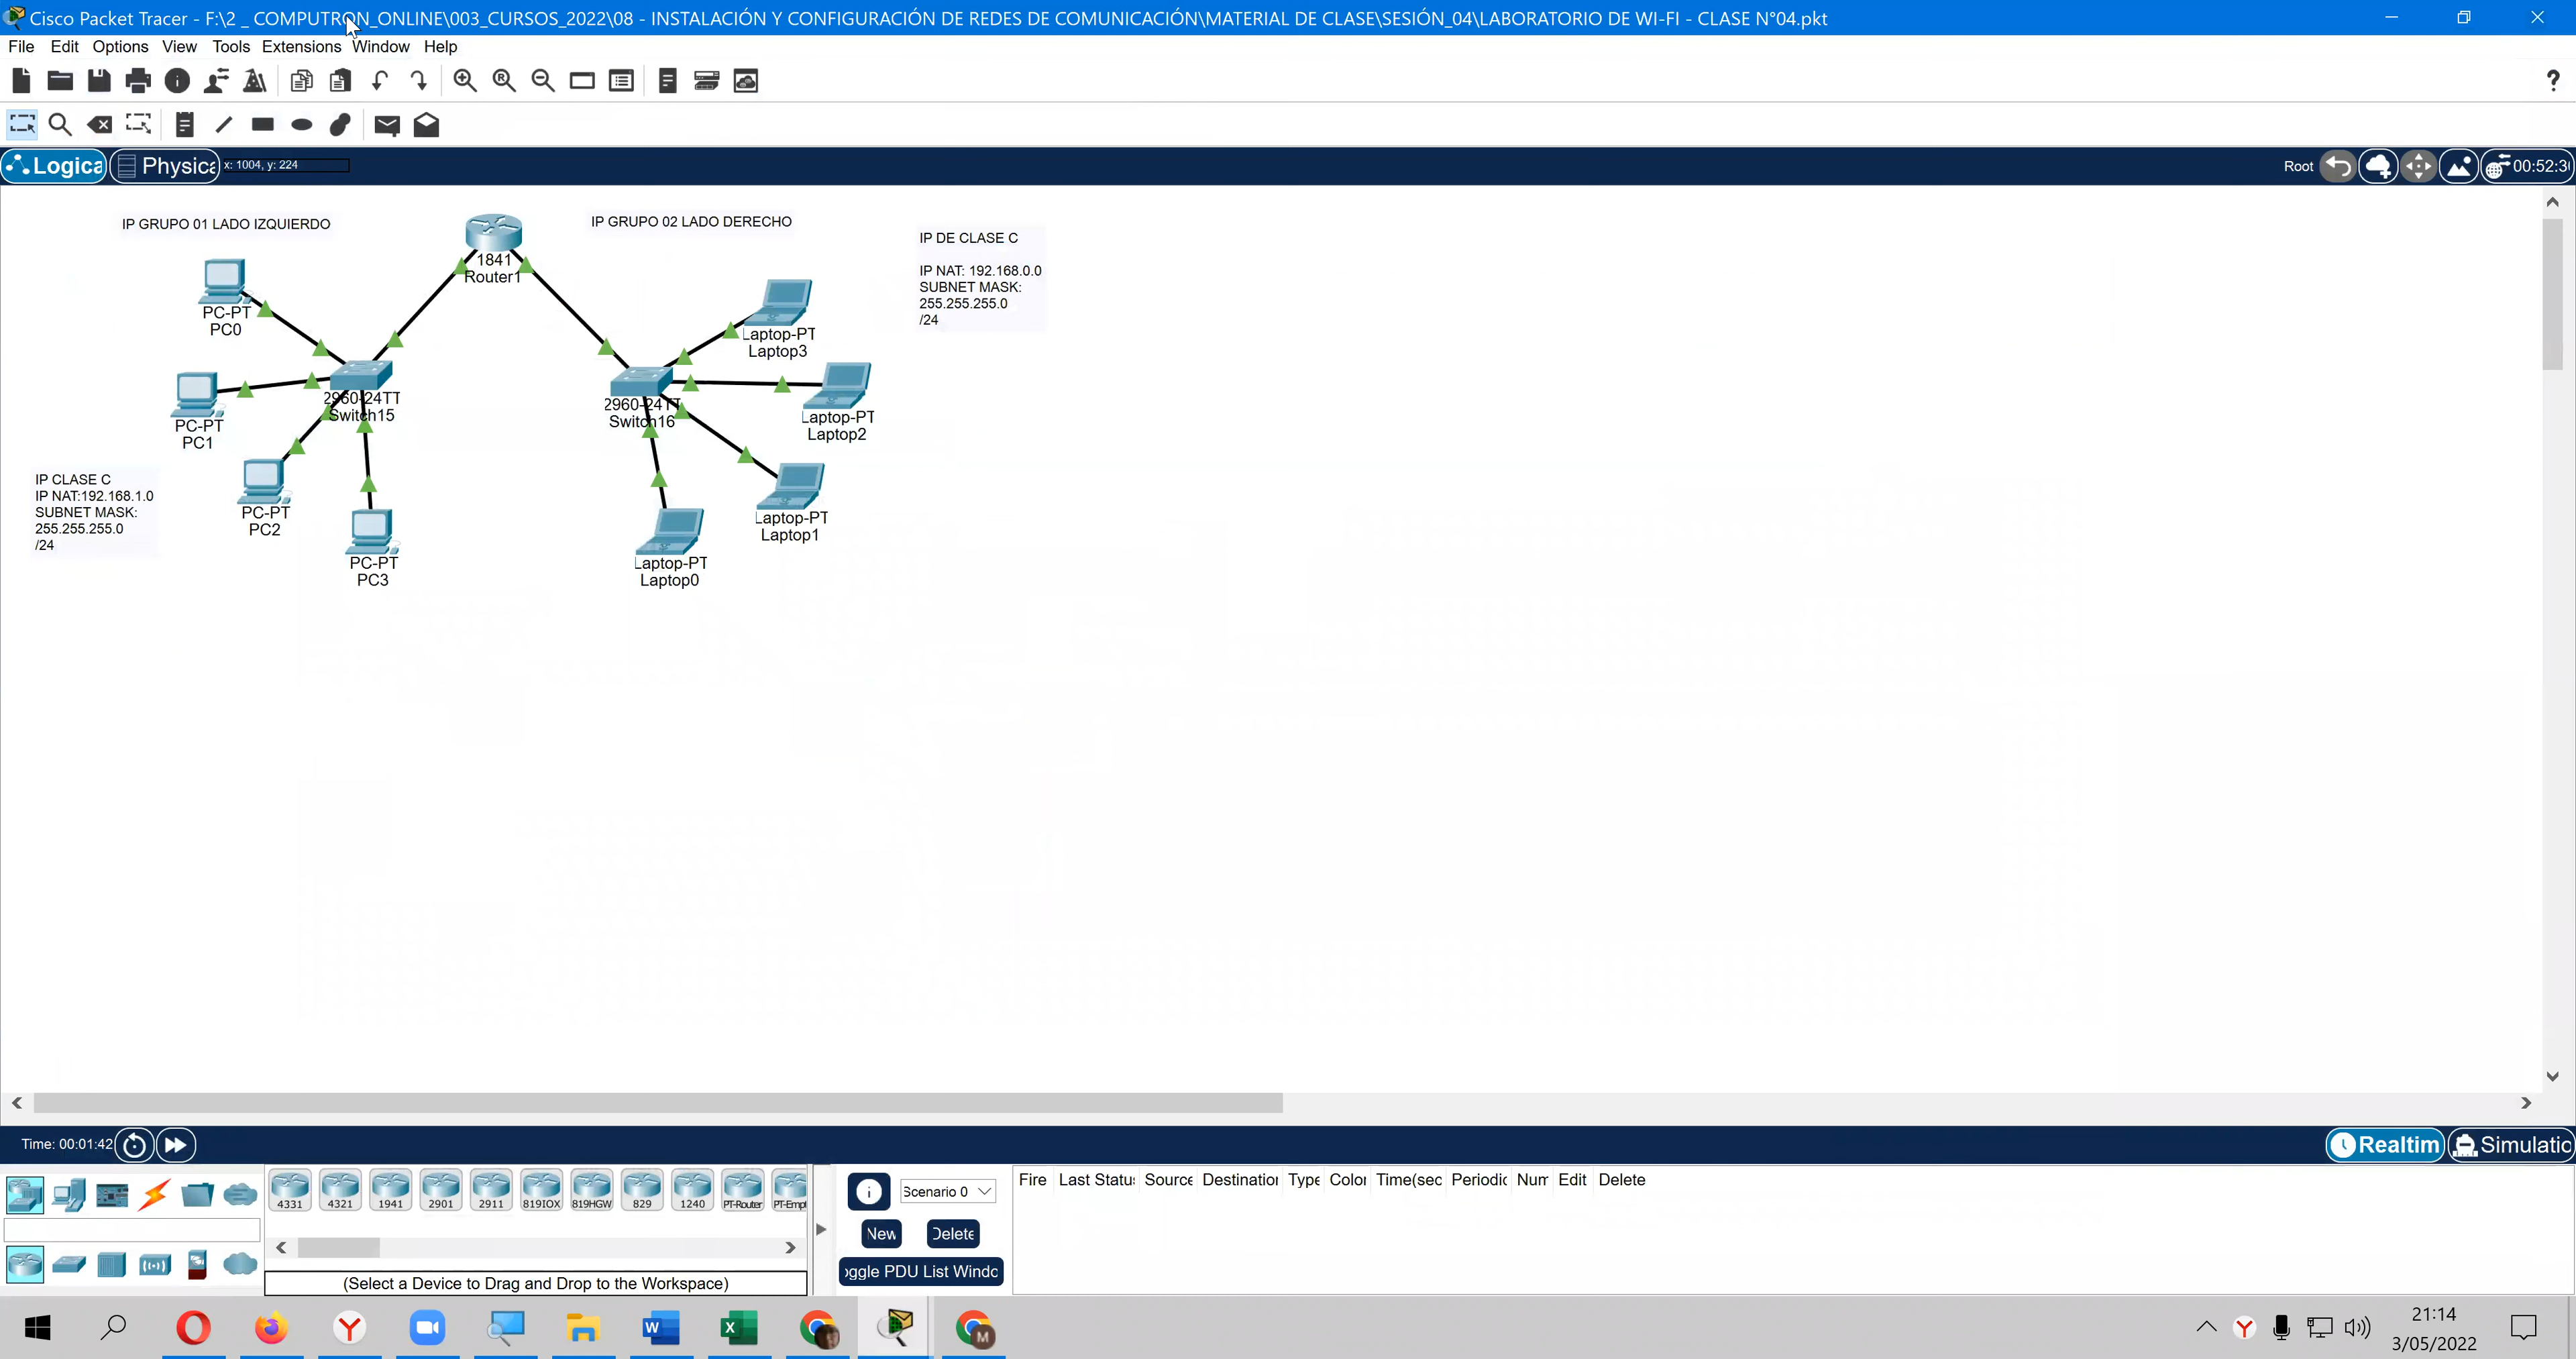 Cisco Packet Tracer - F:\2 _ COMPUTRON_ONLINE\003_CURSOS_2022\08 - INSTALACIÓN Y CONFIGURACIÓN DE REDES DE COMUNICACIÓN\MATERIAL DE CLASE\SESIÓN_04\LABORATORIO DE WI-FI - CLASE N°04.pkt
File Edit Options View Tools Extensions Window Help
?
Logica Physica x: 1004, y: 224 Root 00:52:3
IP GRUPO 01 LADO IZQUIERDO
IP GRUPO 02 LADO DERECHO
1841
Router1
IP DE CLASE C
IP NAT: 192.168.0.0
SUBNET MASK:
255.255.255.0
/24
PC-PT
PC0
Laptop-PT
Laptop3
2960-24TT
Switch15
2960-24TT
Switch16
PC-PT
PC1
Laptop-PT
Laptop2
IP CLASE C
IP NAT:192.168.1.0
SUBNET MASK:
255.255.255.0
/24
PC-PT
PC2
Laptop-PT
Laptop1
PC-PT
PC3
Laptop-PT
Laptop0
Time: 00:01:42 Realtim Simulatic
4331 4321 1941 2901 2911 819IOX 819HGW 829 1240 PT-Router PT-Empt
Scenario 0
New Delete
oggle PDU List Windo
Fire Last Statu Source Destination Type Color Time(sec Periodic Num Edit Delete
(Select a Device to Drag and Drop to the Workspace)
21:14
3/05/2022